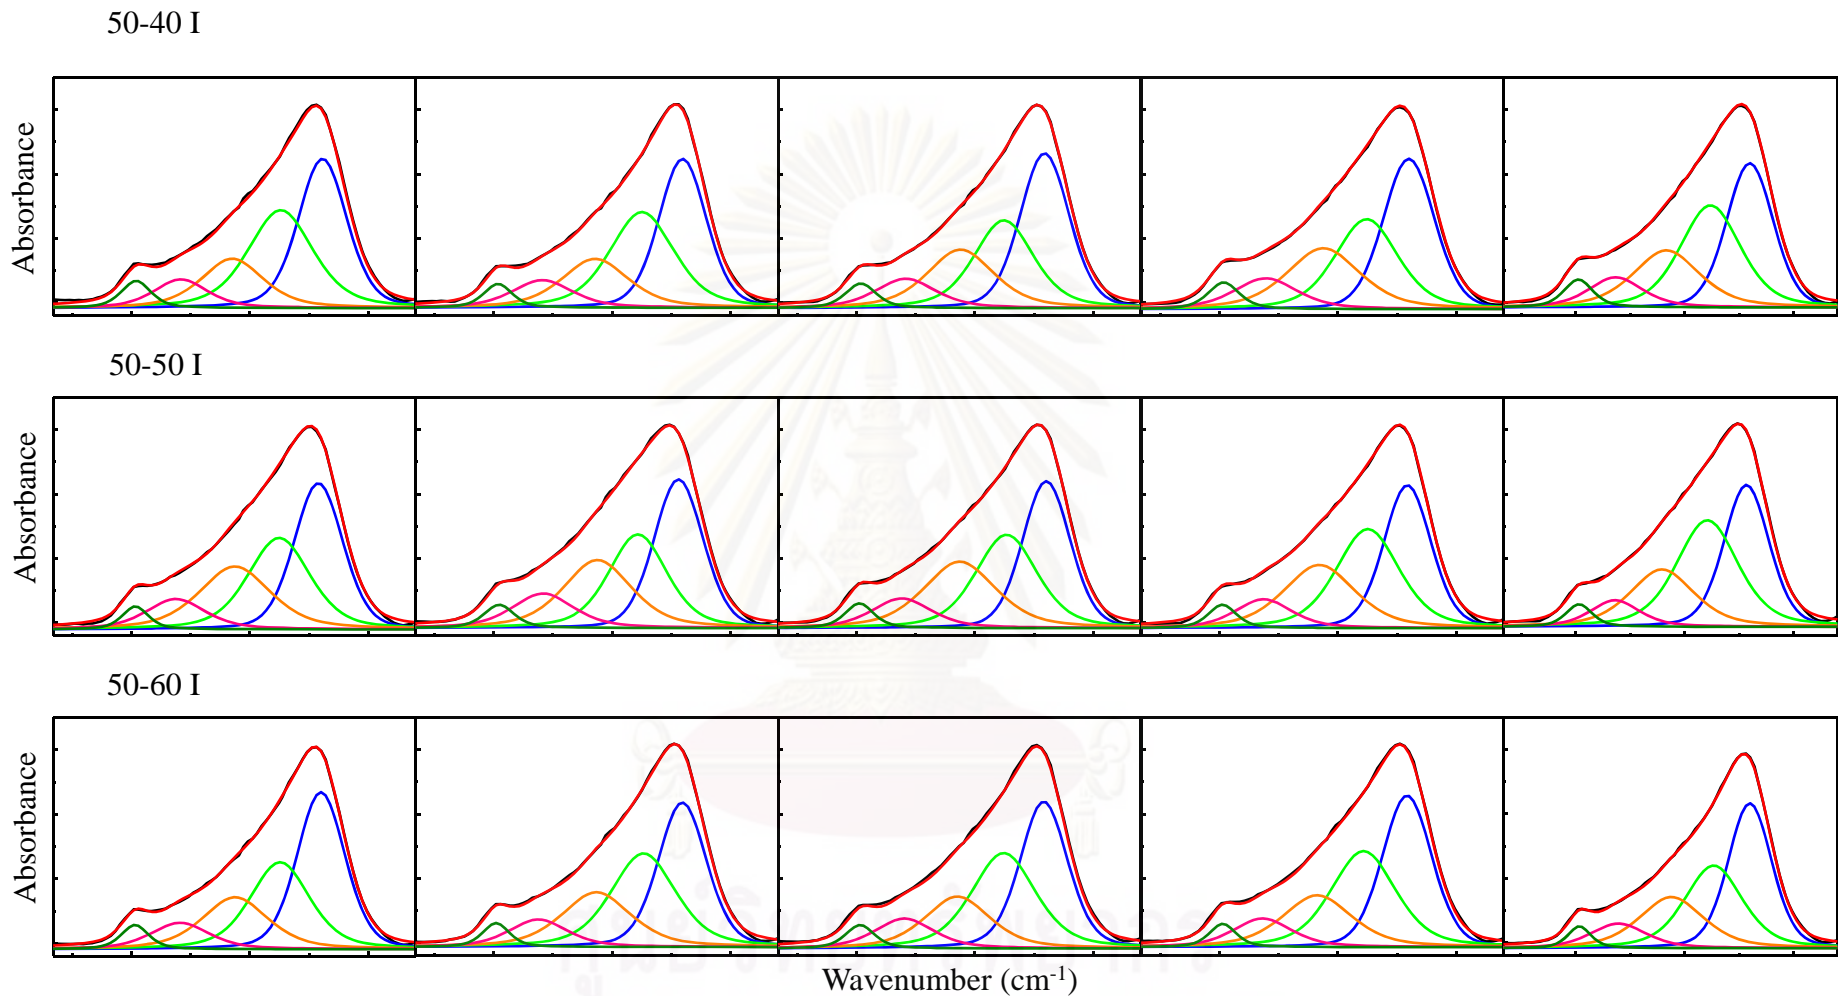 50-40 I
Absorbance
50-50 I
Absorbance
50-60 I
Absorbance
Wavenumber (cm⁻¹)